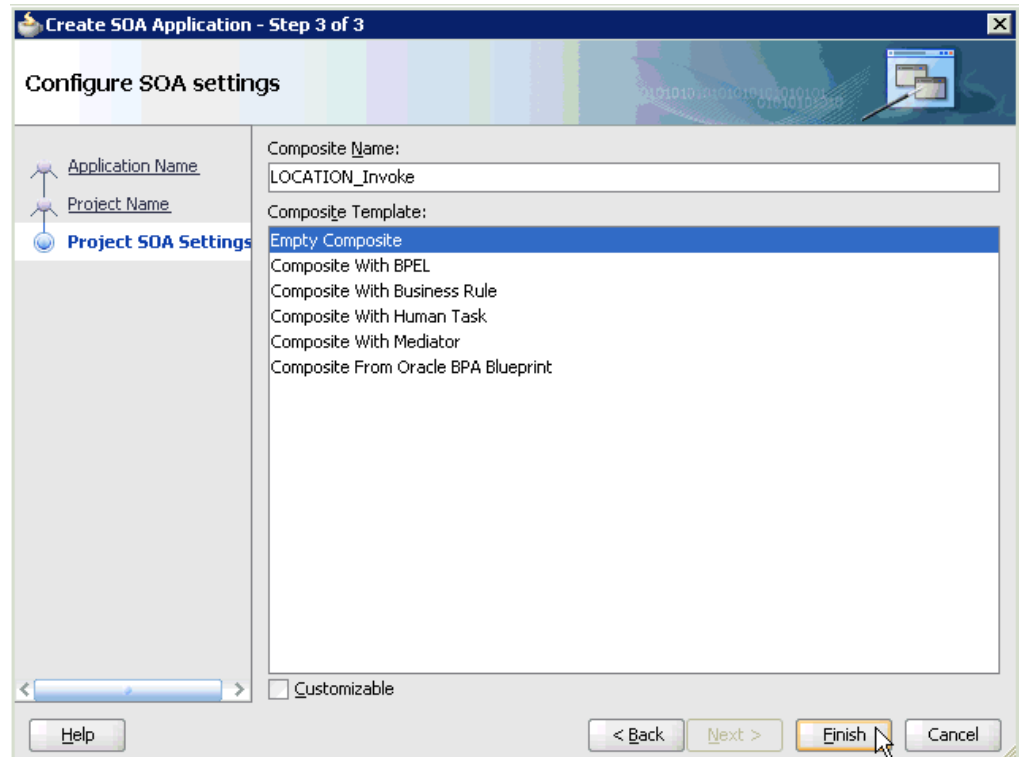 Create SOA Application - Step 3 of 3
Configure SOA settings
Application Name
Project Name
Project SOA Settings
Composite Name:
LOCATION_Invoke
Composite Template:
Empty Composite
Composite With BPEL
Composite With Business Rule
Composite With Human Task
Composite With Mediator
Composite From Oracle BPA Blueprint
Customizable
Help
< Back
Next >
Finish
Cancel